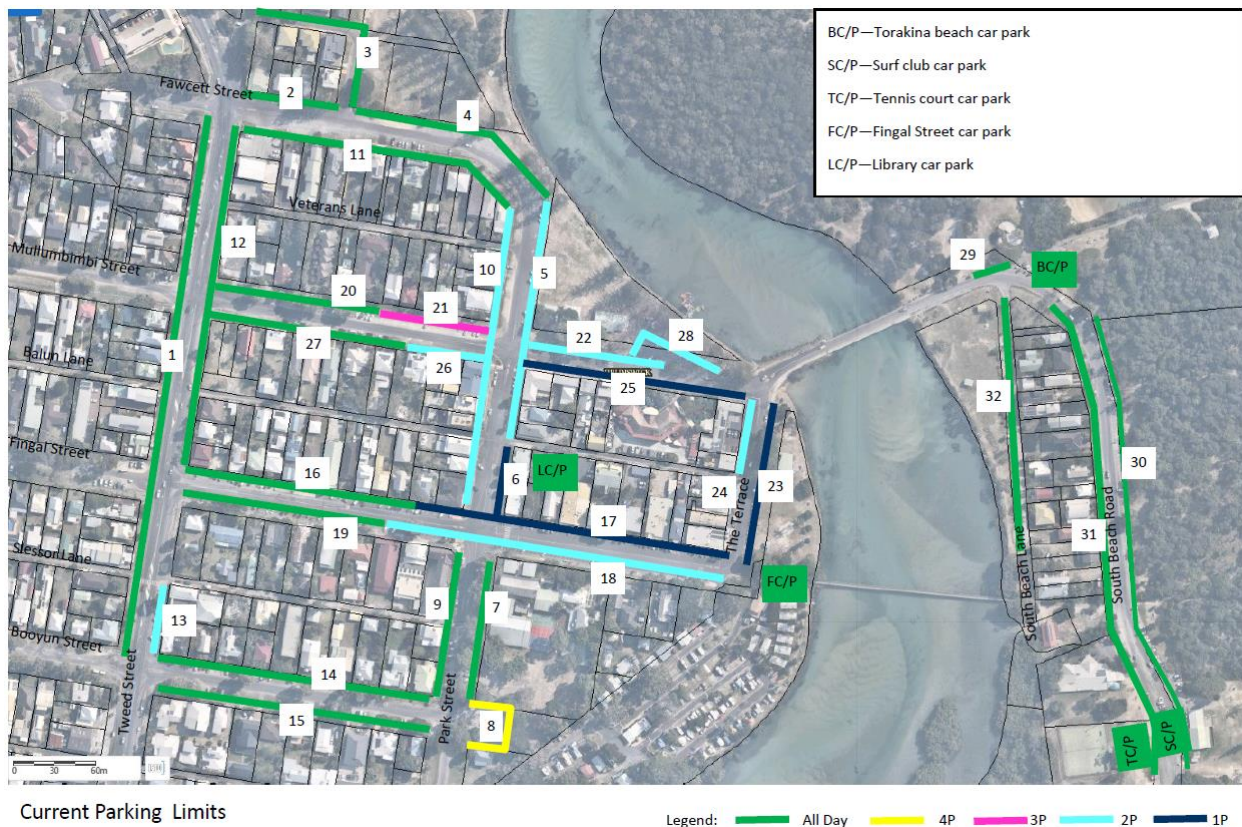 BC/P—Torakina beach car park
SC/P—Surf club car park
TC/P—Tennis court car park
FC/P—Fingal Street car park
LC/P—Library car park
3
2
Fawcett Street
4
11
Veterans Lane
12
Mullumbimbi Street
10
5
29
BC/P
20
21
22
28
27
26
25
1
Balun Lane
32
Fingal Street
16
6
LC/P
24
23
30
17
The Terrace
19
18
31
South Beach Road
South Beach Lane
Slesson Lane
9
7
FC/P
13
Booyun Street
14
Tweed Street
15
Park Street
8
TC/P
SC/P
0 30 60m
Current Parking Limits
Legend: All Day 4P 3P 2P 1P